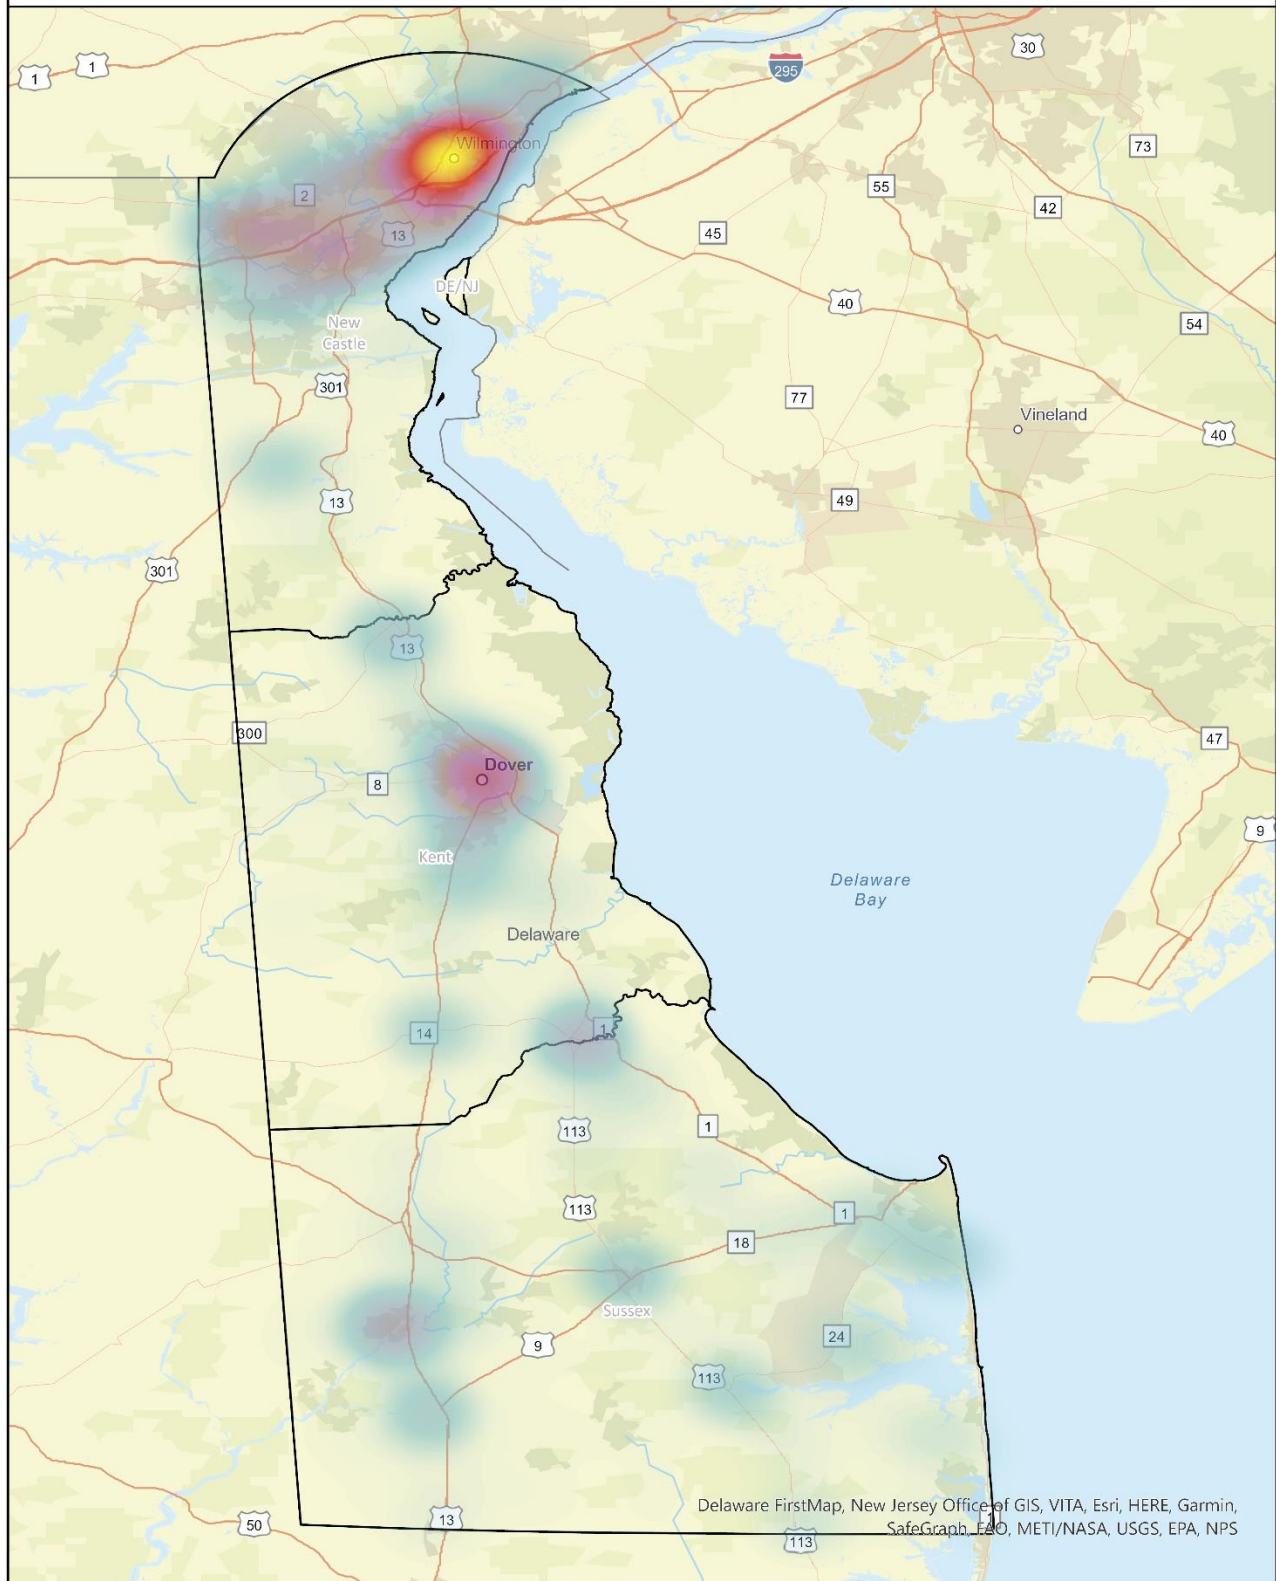 30
1
1
295
Wilmington
73
55
2
42
45
13
DE/NJ
40
New
Castle
54
301
77
Vineland
40
13
49
301
13
300
47
Dover
8
9
Kent
Delaware
Bay
Delaware
14
1
113
1
113
1
18
Sussex
24
9
113
Delaware FirstMap, New Jersey Office of GIS, VITA, Esri, HERE, Garmin,
SafeGraph, FAO, METI/NASA, USGS, EPA, NPS
50
13
1
113